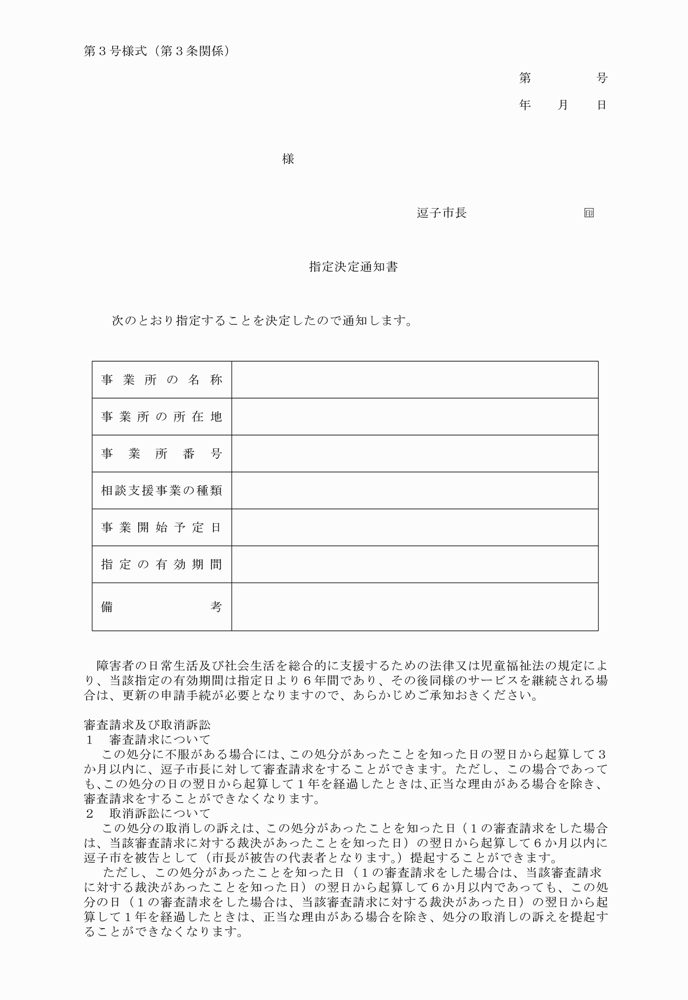 第３号様式（第３条関係）
第　　　　　号
年　　月　　日
様
逗子市長　　　　　　　　　㊞
指定決定通知書
次のとおり指定することを決定したので通知します。
事業所の名称
事業所の所在地
事業所番号
相談支援事業の種類
事業開始予定日
指定の有効期間
備考
障害者の日常生活及び社会生活を総合的に支援するための法律又は児童福祉法の規定によ
り、当該指定の有効期間は指定日より６年間であり、その後同様のサービスを継続される場
合は、更新の申請手続が必要となりますので、あらかじめご承知おきください。
審査請求及び取消訴訟
１　審査請求について
この処分に不服がある場合には、この処分があったことを知った日の翌日から起算して３
か月以内に、逗子市長に対して審査請求をすることができます。ただし、この場合であって
も、この処分の日の翌日から起算して１年を経過したときは、正当な理由がある場合を除き、
審査請求をすることができなくなります。
２　取消訴訟について
この処分の取消しの訴えは、この処分があったことを知った日（１の審査請求をした場合
は、当該審査請求に対する裁決があったことを知った日）の翌日から起算して６か月以内に
逗子市を被告として（市長が被告の代表者となります。）提起することができます。
ただし、この処分があったことを知った日（１の審査請求をした場合は、当該審査請求
に対する裁決があったことを知った日）の翌日から起算して６か月以内であっても、この処
分の日（１の審査請求をした場合は、当該審査請求に対する裁決があった日）の翌日から起
算して１年を経過したときは、正当な理由がある場合を除き、処分の取消しの訴えを提起す
ることができなくなります。